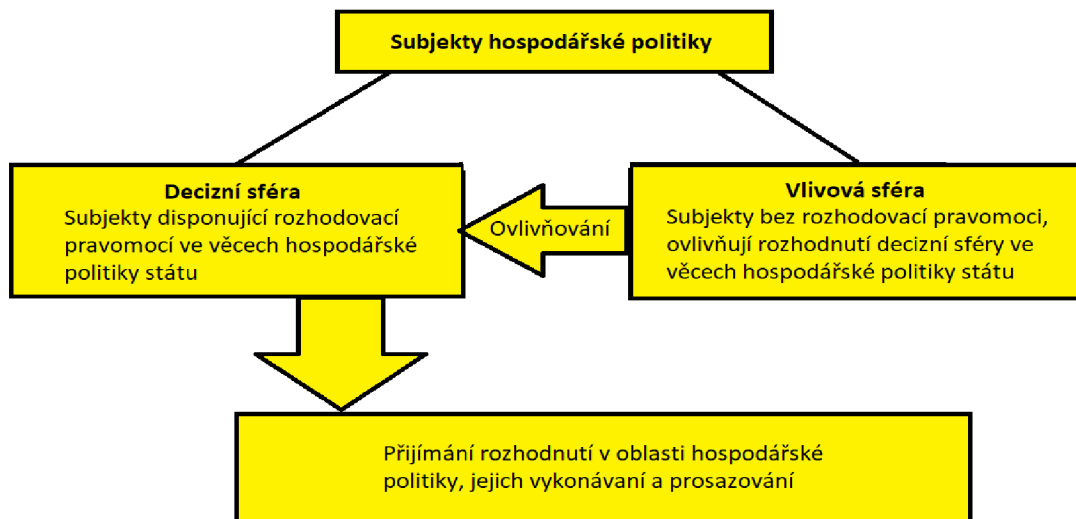 Subjekty hospodářské politiky
Decizní sféra
Subjekty disponující rozhodovací
pravomocí ve věcech hospodářské
politiky státu
Ovlivňování
Vlivová sféra
Subjekty bez rozhodovací pravomoci,
ovlivňují rozhodnutí decizní sféry ve
věcech hospodářské politiky státu
Přijímání rozhodnutí v oblasti hospodářské
politiky, jejich vykonávaní a prosazování